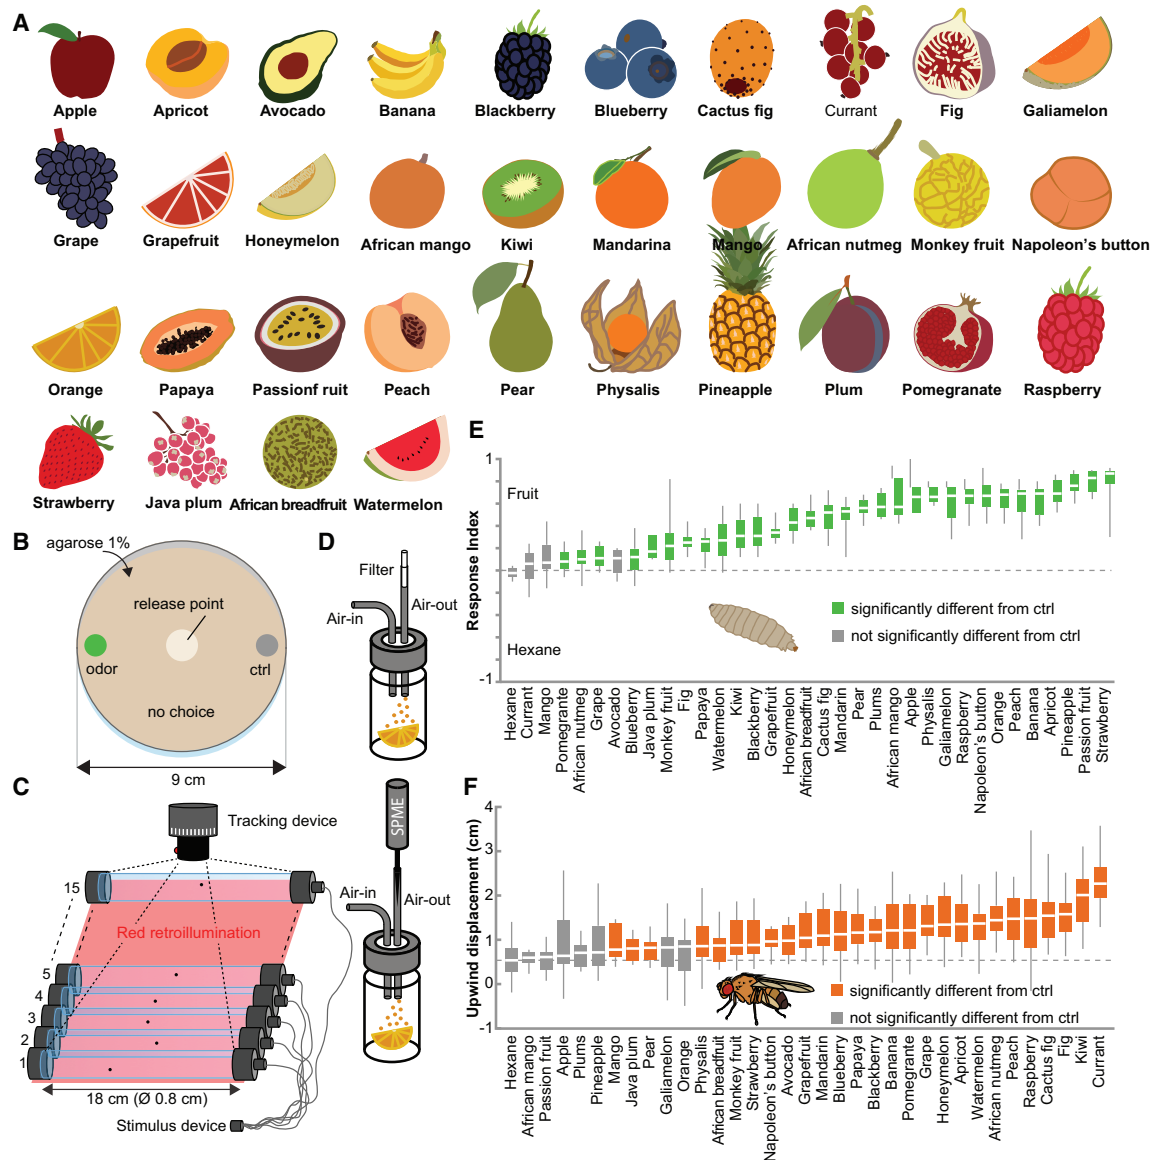 A
Apple
Apricot
Avocado
Banana
Blackberry
Blueberry
Cactus fig
Currant
Fig
Galiamelon
Grape
Grapefruit
Honeymelon
African mango
Kiwi
Mandarina
Mango
African nutmeg
Monkey fruit
Napoleon's button
Orange
Papaya
Passionf ruit
Peach
Pear
Physalis
Pineapple
Plum
Pomegranate
Raspberry
Strawberry
Java plum
African breadfruit
Watermelon
B
agarose 1%
release point
odor
ctrl
no choice
9 cm
C
Tracking device
15
Red retroillumination
5
4
3
2
1
18 cm (Ø 0.8 cm)
Stimulus device
D
Filter
Air-in
Air-out
SPME
Air-in
Air-out
E
Response Index
1
Fruit
Hexane
-1
significantly different from ctrl
not significantly different from ctrl
Hexane
Currant
Mango
Pomegrante
African nutmeg
Grape
Avocado
Blueberry
Java plum
Monkey fruit
Fig
Papaya
Watermelon
Kiwi
Blackberry
Grapefruit
Honeymelon
African breadfruit
Cactus fig
Mandarin
Pear
Plums
African mango
Apple
Physalis
Galiamelon
Raspberry
Napoleon's button
Orange
Peach
Banana
Apricot
Pineapple
Passion fruit
Strawberry
F
Upwind displacement (cm)
4
3
2
1
0
-1
significantly different from ctrl
not significantly different from ctrl
Hexane
African mango
Passion fruit
Apple
Plums
Pineapple
Mango
Java plum
Pear
Galiamelon
Orange
Physalis
African breadfruit
Monkey fruit
Strawberry
Napoleon's button
Avocado
Grapefruit
Mandarin
Blueberry
Papaya
Blackberry
Banana
Pomegrante
Grape
Honeymelon
Apricot
Watermelon
African nutmeg
Peach
Raspberry
Cactus fig
Fig
Kiwi
Currant